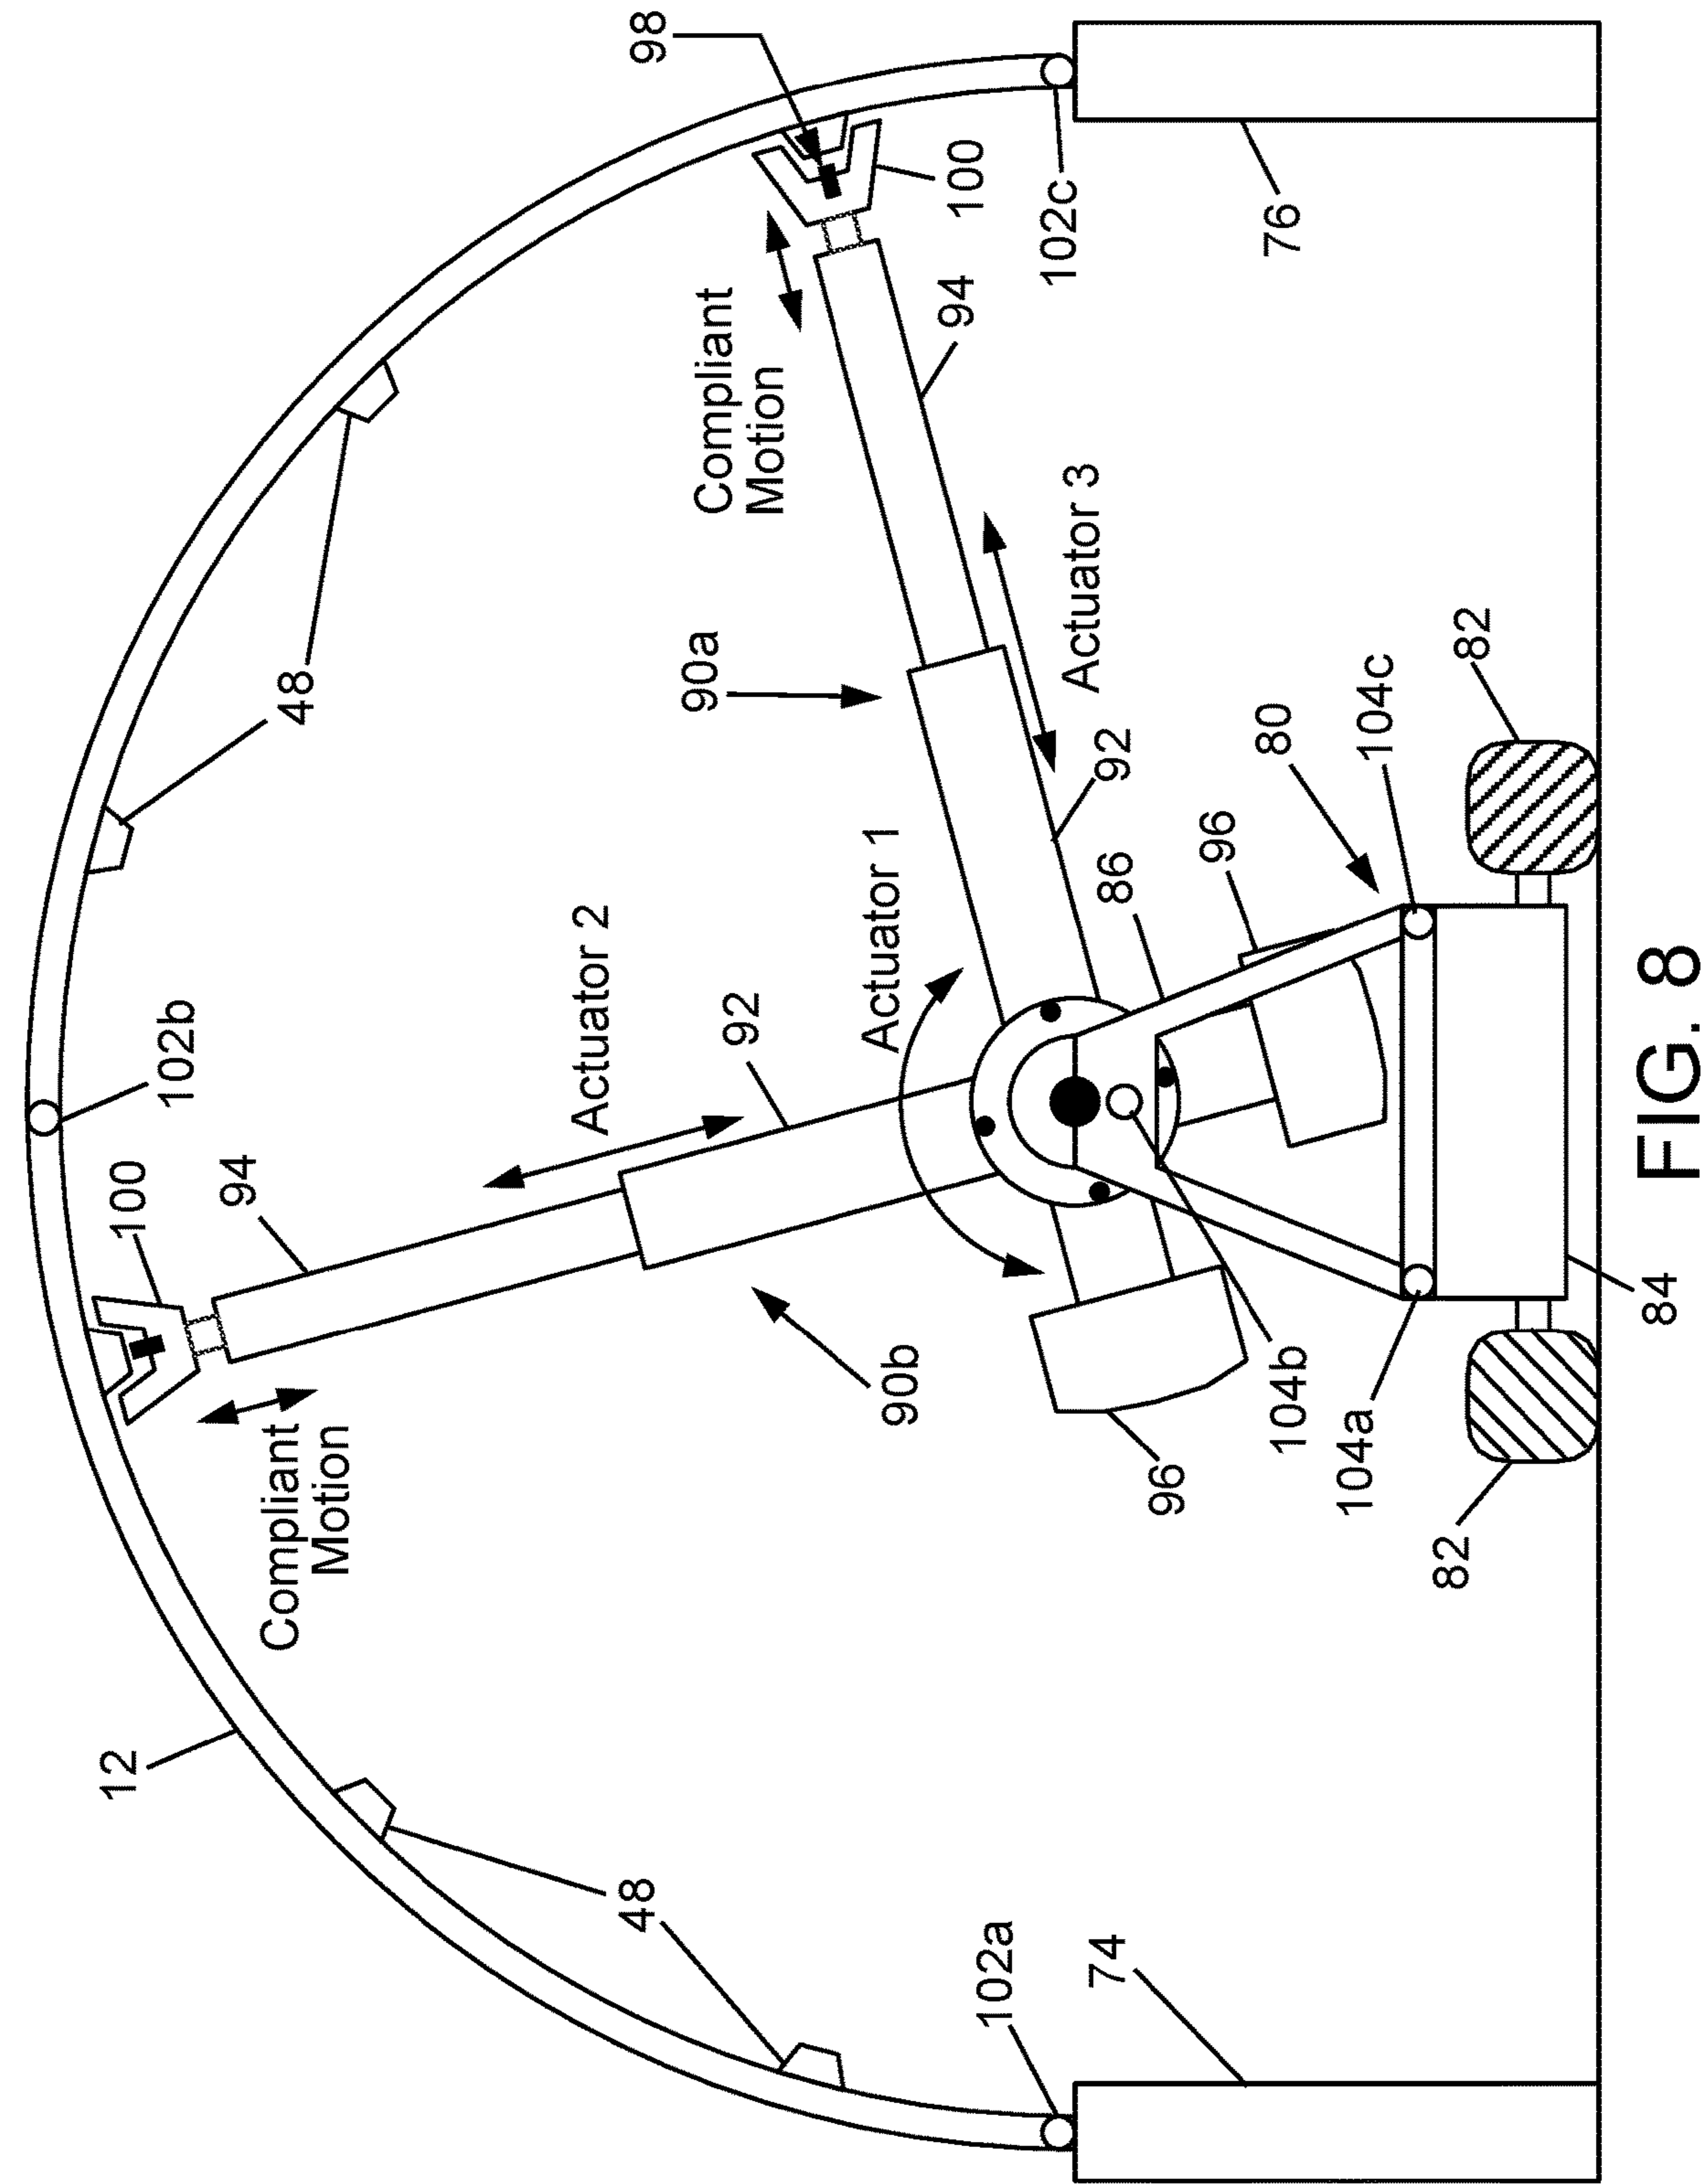 12
100
102b
94
Compliant
Motion
48
Actuator 2
48
98
90a
Compliant
Motion
92
Actuator 1
90b
94
100
102a
102c
Actuator 3
74
86
92
96
96
80
76
104b
104a
104c
82
82
84
FIG. 8